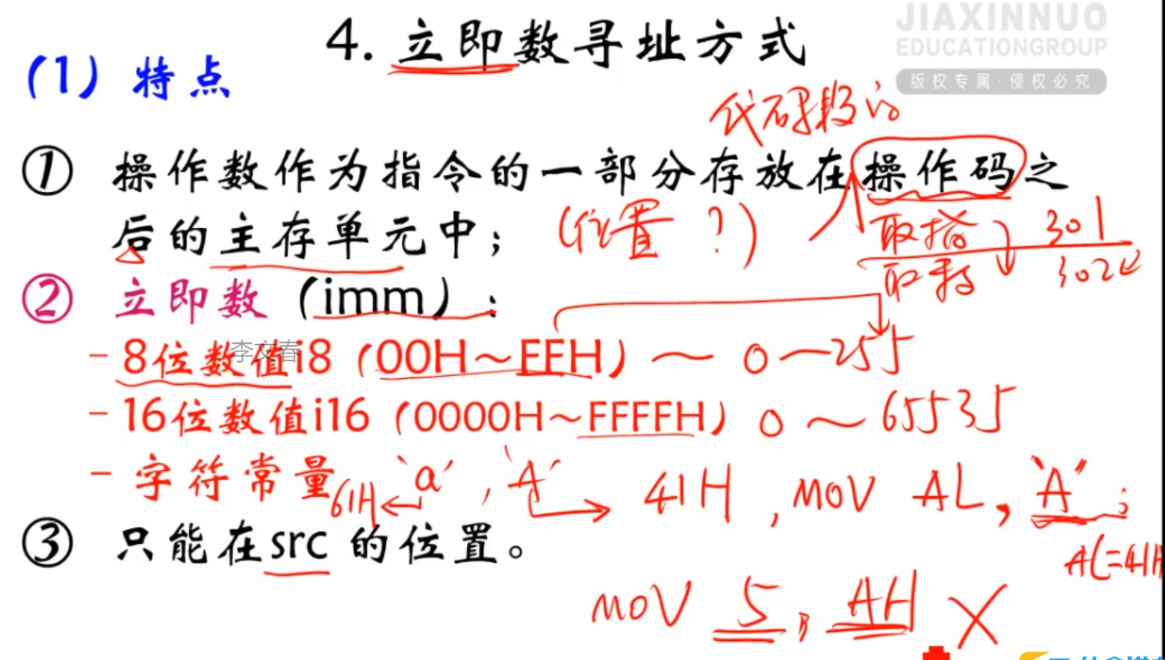 JIAXINNUO
EDUCATIONGROUP
版权专属·侵权必究
4. 立即数寻址方式
(1) 特点
代码段
① 操作数作为指令的一部分存放在操作码之
后的主存单元中; (位置?)
取指 301
302
② 立即数 (imm):
李文春
- 8位数值i8 (00H~FFH) ~ 0~255
- 16位数值i16 (0000H~FFFFH) 0~65535
- 字符常量 'a', 'A' → 41H, MOV AL, 'A';
61H
AL=41H
③ 只能在src 的位置。
MOV 5, AH ×